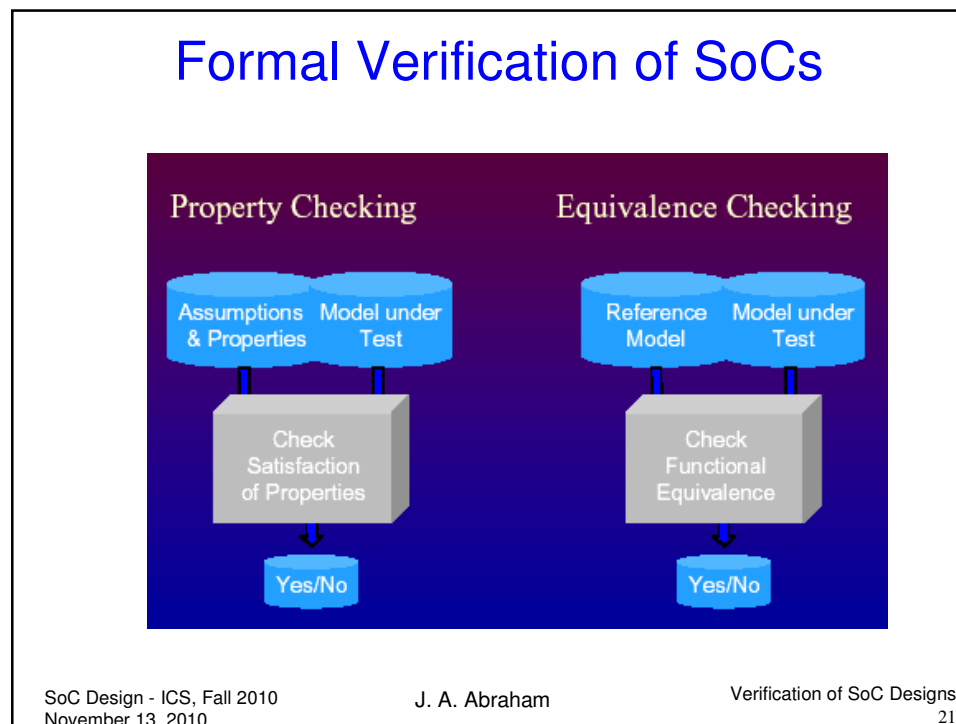 Formal Verification of SoCs
Property Checking
Equivalence Checking
Assumptions
& Properties
Model under
Test
Reference
Model
Model under
Test
Check
Satisfaction
of Properties
Check
Functional
Equivalence
Yes/No
Yes/No
SoC Design - ICS, Fall 2010
November 13, 2010
J. A. Abraham
Verification of SoC Designs
21